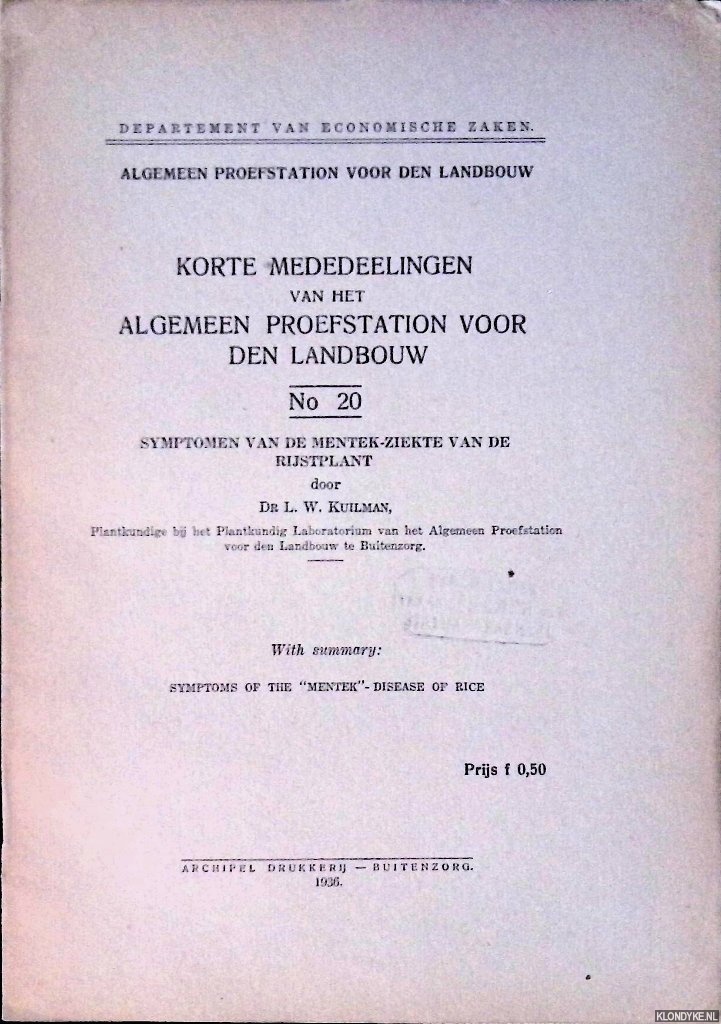 DEPARTEMENT VAN ECONOMISCHE ZAKEN.
ALGEMEEN PROEFSTATION VOOR DEN LANDBOUW
KORTE MEDEDEELINGEN
VAN HET
ALGEMEEN PROEFSTATION VOOR
DEN LANDBOUW
No 20
SYMPTOMEN VAN DE MENTEK-ZIEKTE VAN DE
RIJSTPLANT
door
DR L. W. KUILMAN,
Plantkundige bij het Plantkundig Laboratorium van het Algemeen Proefstation
voor den Landbouw te Buitenzorg.
With summary:
SYMPTOMS OF THE "MENTEK"- DISEASE OF RICE
Prijs f 0,50
ARCHIPEL DRUKKERIJ — BUITENZORG.
1936.
KLONDYKE.NL